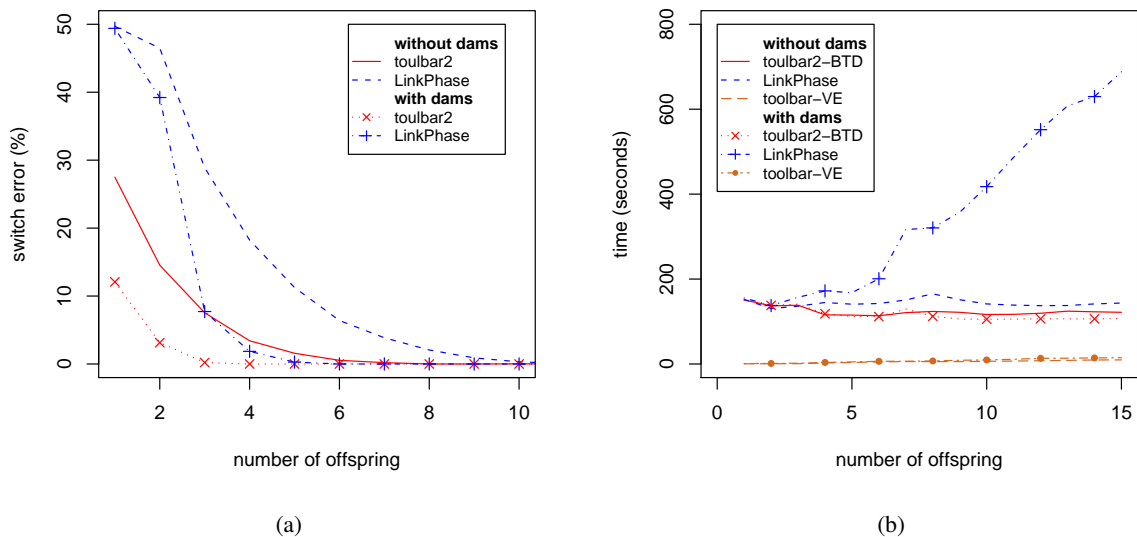 50
40
30
20
10
0
switch error (%)
2
4
6
8
10
number of offspring
without dams
toulbar2
LinkPhase
with dams
toulbar2
LinkPhase
(a)
800
600
400
200
0
time (seconds)
0
5
10
15
number of offspring
without dams
toulbar2−BTD
LinkPhase
toolbar−VE
with dams
toulbar2−BTD
LinkPhase
toolbar−VE
(b)